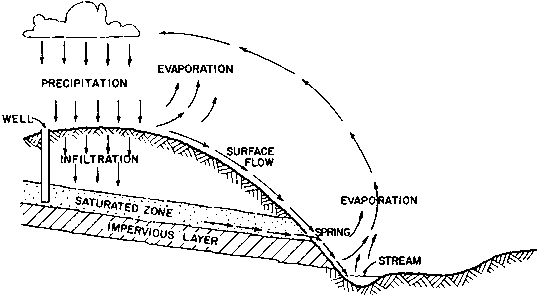 PRECIPITATION
EVAPORATION
WELL
INFILTRATION
SURFACE
FLOW
SATURATED ZONE
IMPERVIOUS LAYER
EVAPORATION
SPRING
STREAM